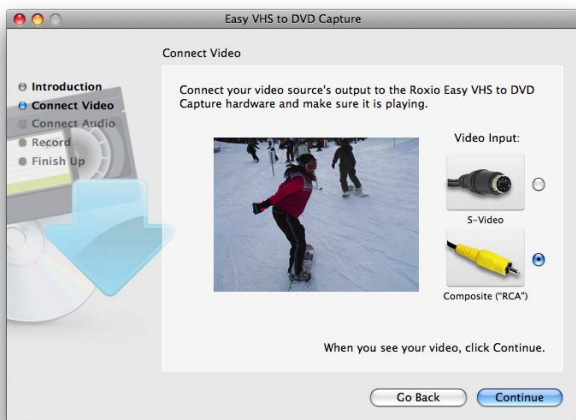 Easy VHS to DVD Capture
Connect Video
Introduction
Connect Video
Connect Audio
Record
Finish Up
Connect your video source's output to the Roxio Easy VHS to DVD
Capture hardware and make sure it is playing.
Video Input:
S-Video
Composite ("RCA")
When you see your video, click Continue.
Go Back
Continue